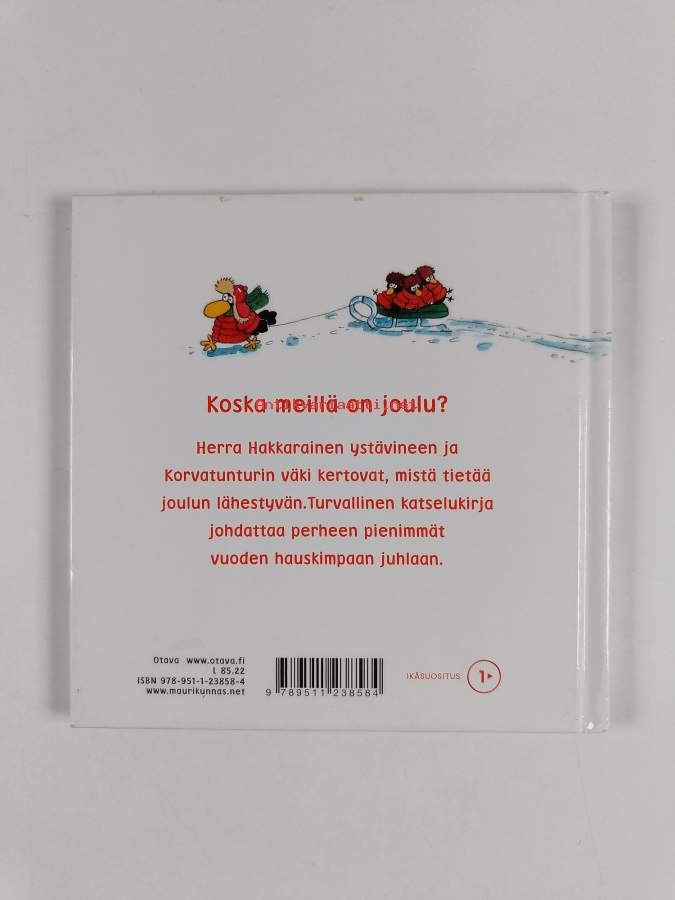 Koska meillä on joulu?
antikvariaatti.net
Herra Hakkarainen ystävineen ja
Korvatunturin väki kertovat, mistä tietää
joulun lähestyvän.Turvallinen katselukirja
johdattaa perheen pienimmät
vuoden hauskimpaan juhlaan.
Otava www.otava.fi
L 85.22
ISBN 978-951-1-23858-4
www.maurikunnas.net
9 789511 238584
IKÄSUOSITUS 1